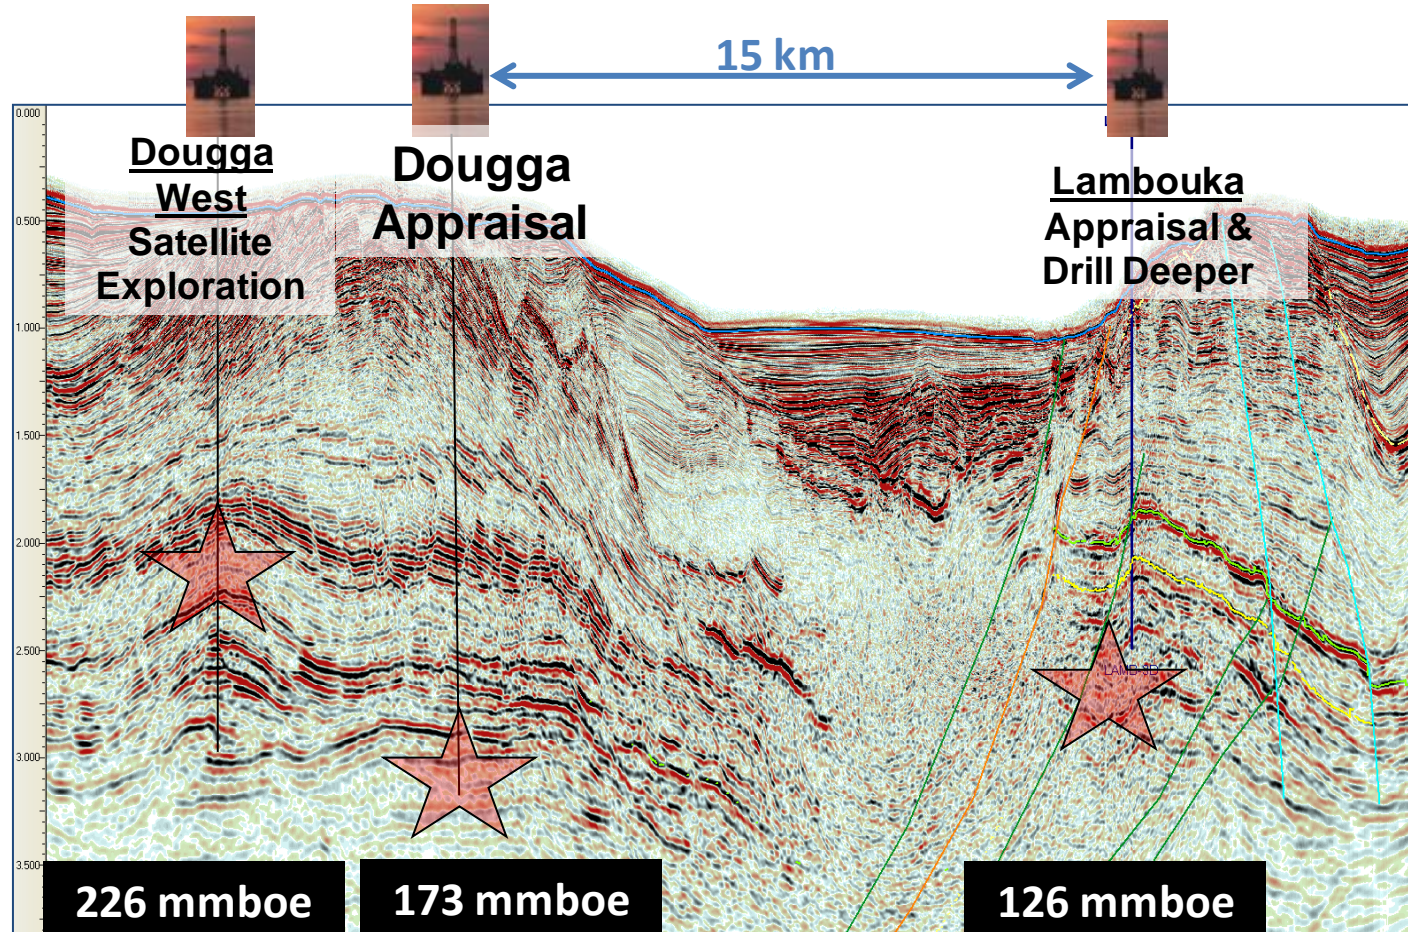 15 km
0.000
Dougga
West
Satellite
Exploration
Dougga
Appraisal
Lambouka
Appraisal &
Drill Deeper
0.500
1.000
1.500
2.000
2.500
3.000
3.500
226 mmboe
173 mmboe
126 mmboe